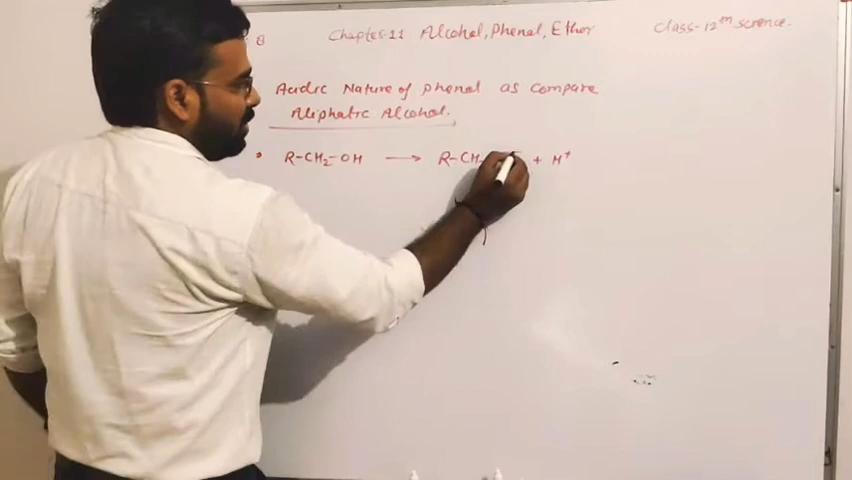 8 Chapter-11 Alcohol, Phenol, Ether Class-12th science.
Acidic Nature of phenol as compare
Aliphatic Alcohol.
• R-CH2-OH → R-CH2 + H+